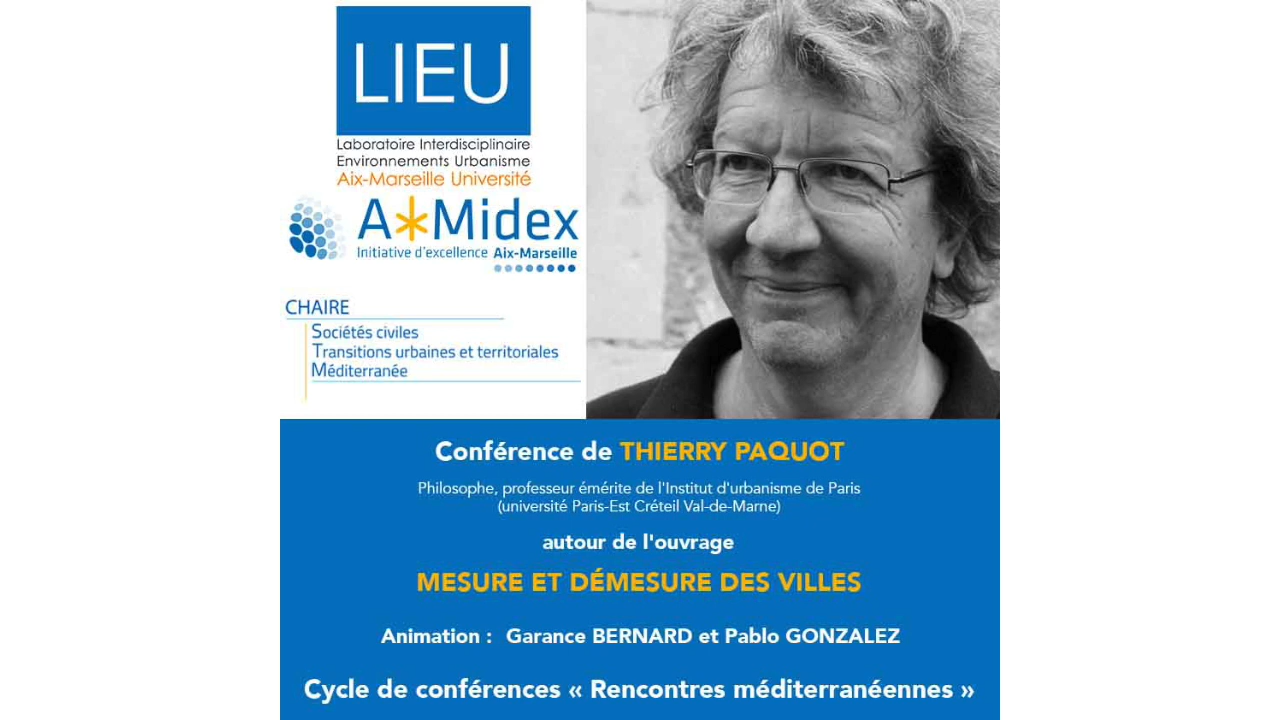 LIEU
Laboratoire Interdisciplinaire
Environnements Urbanisme
Aix-Marseille Université
A*Midex
Initiative d'excellence Aix-Marseille
CHAIRE
Sociétés civiles
Transitions urbaines et territoriales
Méditerranée
Conférence de THIERRY PAQUOT
Philosophe, professeur émérite de l'Institut d'urbanisme de Paris
(université Paris-Est Créteil Val-de-Marne)
autour de l'ouvrage
MESURE ET DÉMESURE DES VILLES
Animation : Garance BERNARD et Pablo GONZALEZ
Cycle de conférences « Rencontres méditerranéennes »